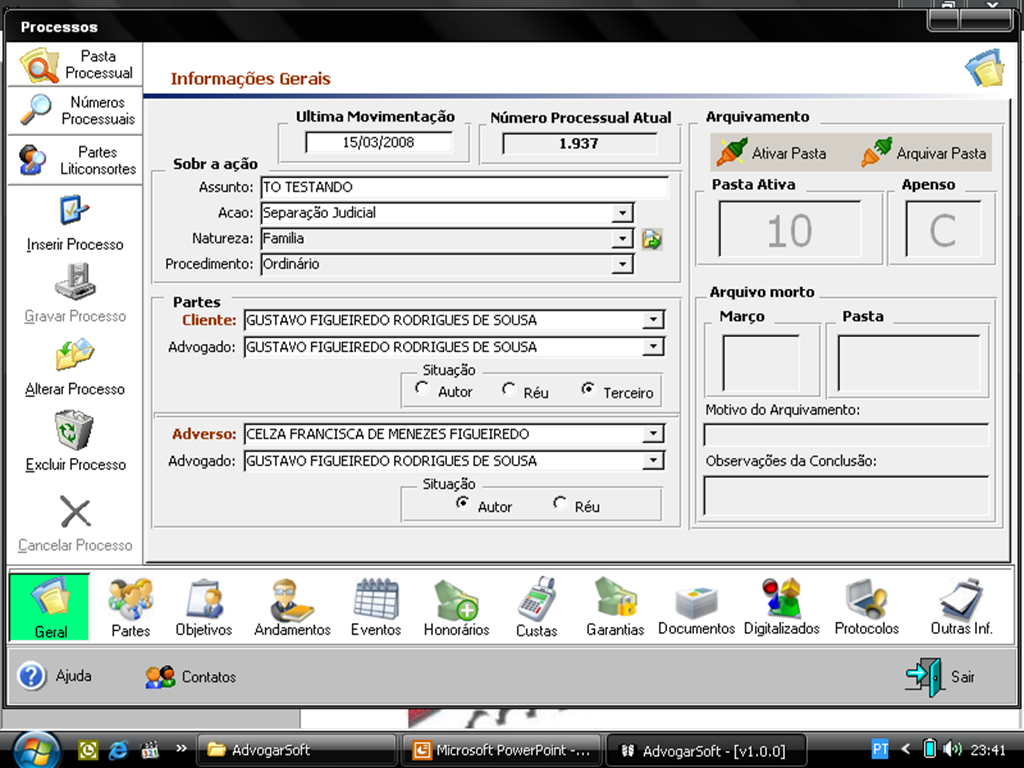 Processos
Pasta
Processual
Números
Processuais
Partes
Liticonsortes
Inserir Processo
Gravar Processo
Alterar Processo
Excluir Processo
Cancelar Processo
Informações Gerais
Ultima Movimentação
15/03/2008
Número Processual Atual
1.937
Sobr a ação
Assunto: TO TESTANDO
Acao: Separação Judicial
Natureza: Familia
Procedimento: Ordinário
Partes
Cliente: GUSTAVO FIGUEIREDO RODRIGUES DE SOUSA
Advogado: GUSTAVO FIGUEIREDO RODRIGUES DE SOUSA
Situação
Autor Réu Terceiro
Adverso: CELZA FRANCISCA DE MENEZES FIGUEIREDO
Advogado: GUSTAVO FIGUEIREDO RODRIGUES DE SOUSA
Situação
Autor Réu
Arquivamento
Ativar Pasta Arquivar Pasta
Pasta Ativa
10
Apenso
C
Arquivo morto
Março
Pasta
Motivo do Arquivamento:
Observações da Conclusão:
Geral Partes Objetivos Andamentos Eventos Honorários Custas Garantias Documentos Digitalizados Protocolos Outras Inf.
Ajuda Contatos Sair
» AdvogarSoft Microsoft PowerPoint -... AdvogarSoft - [v1.0.0] PT < 23:41